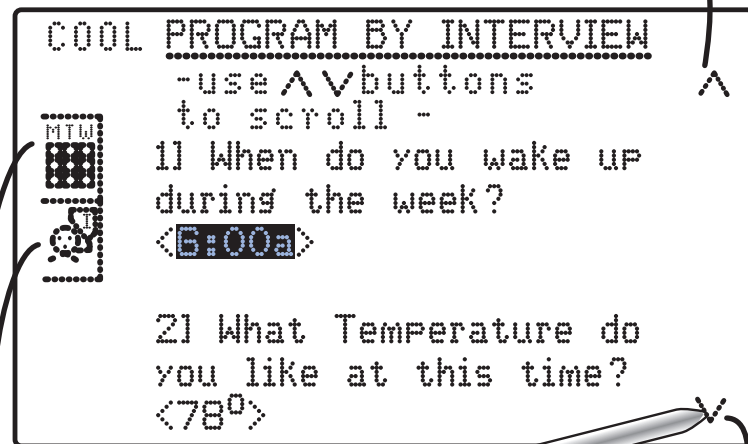 COOL PROGRAM BY INTERVIEW
-use ∧ ∨ buttons
to scroll -
MTW
1] When do you wake up
during the week?
<6:00a>
I
2] What Temperature do
you like at this time?
<78°>